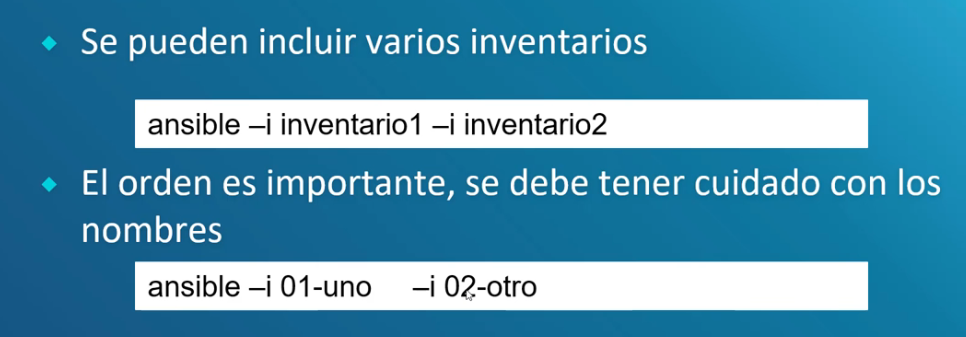 Se pueden incluir varios inventarios
ansible –i inventario1 –i inventario2
El orden es importante, se debe tener cuidado con los
nombres
ansible –i 01-uno –i 02-otro